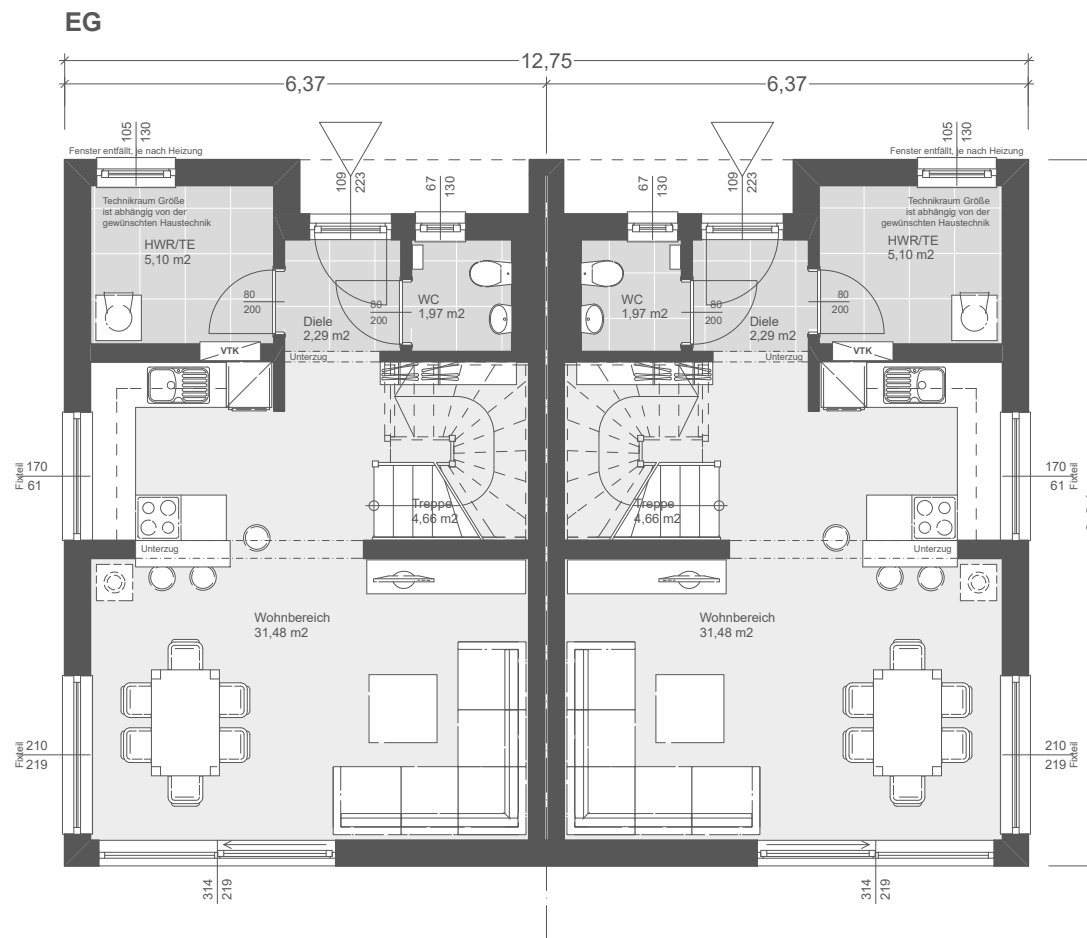 EG
12,75
6,37
6,37
105
130
Fenster entfällt, je nach Heizung
109
223
67
130
67
130
109
223
105
130
Fenster entfällt, je nach Heizung
Technikraum Größe
ist abhängig von der
gewünschten Haustechnik
HWR/TE
5,10 m2
Technikraum Größe
ist abhängig von der
gewünschten Haustechnik
HWR/TE
5,10 m2
80
200
Diele
2,29 m2
80
200
WC
1,97 m2
WC
1,97 m2
80
200
Diele
2,29 m2
80
200
VTK
Unterzug
Unterzug
VTK
Fixteil
170
61
Treppe
4,66 m2
Treppe
4,66 m2
170
61
Fixteil
Unterzug
Unterzug
Wohnbereich
31,48 m2
Wohnbereich
31,48 m2
Fixteil
210
219
210
219
Fixteil
314
219
314
219